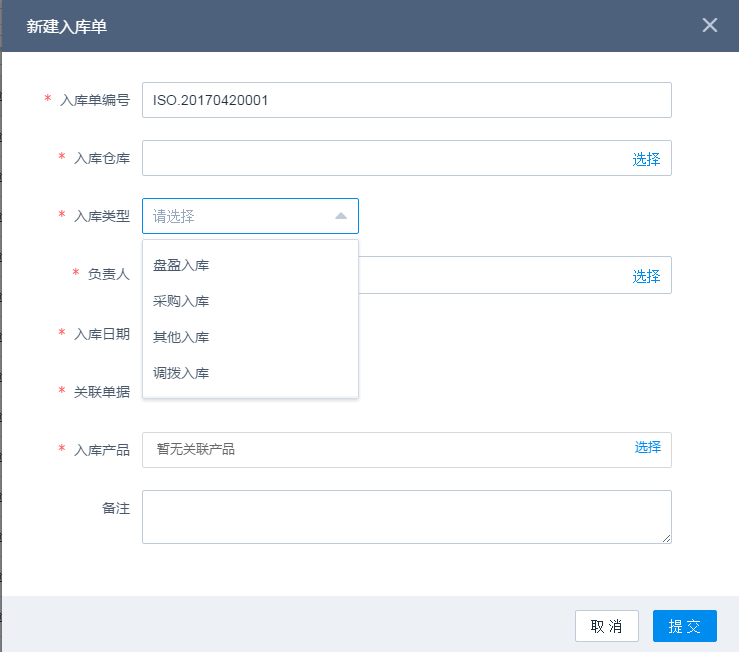 新建入库单
* 入库单编号 ISO.20170420001
* 入库仓库 选择
* 入库类型 请选择
盘盈入库
* 负责人 选择
采购入库
* 入库日期 其他入库
调拨入库
* 关联单据
* 入库产品 暂无关联产品 选择
备注
取消 提交